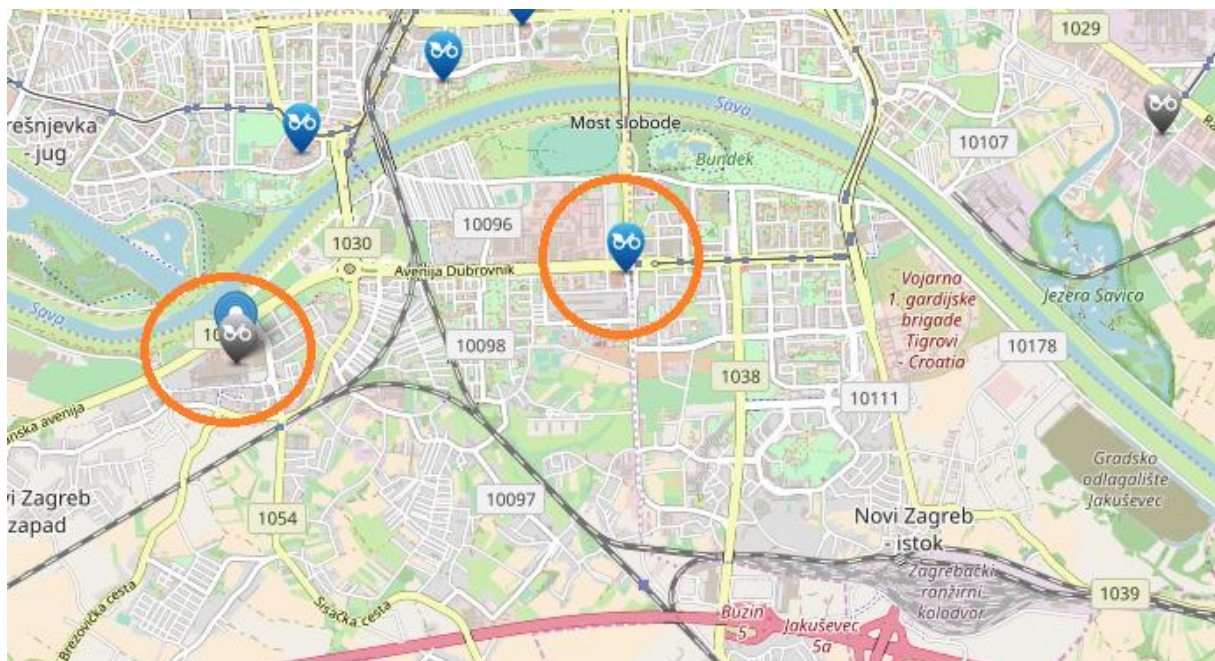 1029
Sava
rešnjevka
- jug
Most slobode
Bundek
10107
10096
1030
Avenija Dubrovnik
Vojarna
1. gardijske
brigade
Tigrovi
- Croatia
Jezera Savica
Sava
10098
10178
1038
10111
nska avenija
Gradsko
odlagalište
Jakuševec
vi Zagreb
zapad
10097
1054
Novi Zagreb
- istok
Zagrebački
ranžirni
kolodvor
1039
Brezovička cesta
Sisačka cesta
Buzin
5
Jakuševec
5a